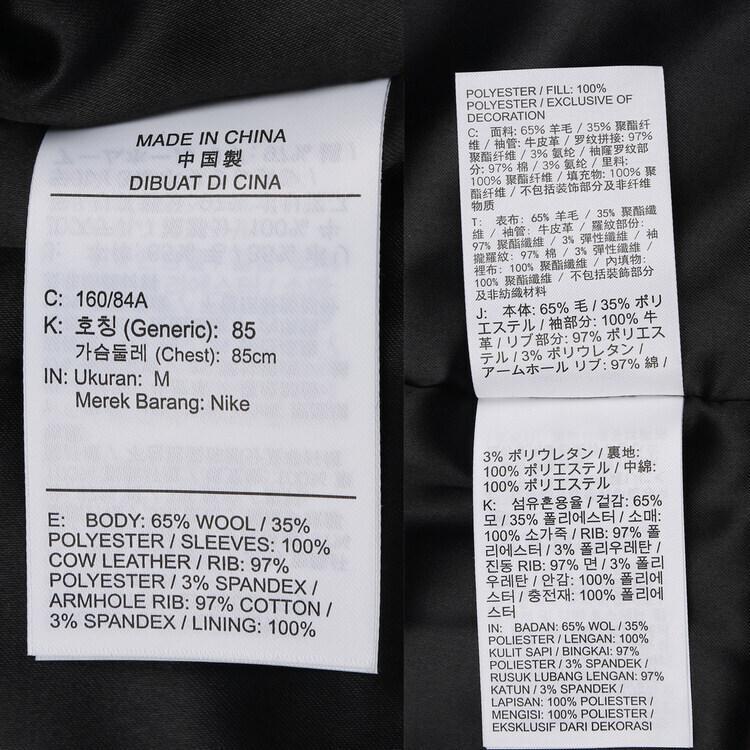 MADE IN CHINA
中国製
DIBUAT DI CINA
C: 160/84A
K: 호칭 (Generic): 85
가슴둘레 (Chest): 85cm
IN: Ukuran: M
Merek Barang: Nike
E: BODY: 65% WOOL / 35%
POLYESTER / SLEEVES: 100%
COW LEATHER / RIB: 97%
POLYESTER / 3% SPANDEX /
ARMHOLE RIB: 97% COTTON /
3% SPANDEX / LINING: 100%
POLYESTER / FILL: 100%
POLYESTER / EXCLUSIVE OF
DECORATION
C: 面料: 65% 羊毛 / 35% 聚酯纤
维 / 袖管: 牛皮革 / 罗纹拼接: 97%
聚酯纤维 / 3% 氨纶 / 袖窿罗纹部
分: 97% 棉 / 3% 氨纶 / 里料:
100% 聚酯纤维 / 填充物: 100%
聚酯纤维 / 不包括装饰部分及非纤维
物质
T: 表布: 65% 羊毛 / 35% 聚酯纖
維 / 袖管: 牛皮革 / 羅紋部份:
97% 聚酯纖維 / 3% 彈性纖維 / 袖
攏羅紋: 97% 棉 / 3% 彈性纖維 /
裡布: 100% 聚酯纖維 / 內填物:
100% 聚酯纖維 / 不包括裝飾部分
及非紡織材料
J: 本体: 65% 毛 / 35% ポリ
エステル / 袖部分: 100% 牛
革 / リブ部分: 97% ポリエス
テル / 3% ポリウレタン /
アームホール リブ: 97% 綿 /
3% ポリウレタン / 裏地:
100% ポリエステル / 中綿:
100% ポリエステル
K: 섬유혼용율 / 겉감: 65%
모 / 35% 폴리에스터 / 소매:
100% 소가죽 / RIB: 97% 폴
리에스터 / 3% 폴리우레탄 /
진동 RIB: 97% 면 / 3% 폴리
우레탄 / 안감: 100% 폴리에
스터 / 충전재: 100% 폴리에
스터
IN: BADAN: 65% WOL / 35%
POLIESTER / LENGAN: 100%
KULIT SAPI / BINGKAI: 97%
POLIESTER / 3% SPANDEK /
RUSUK LUBANG LENGAN: 97%
KATUN / 3% SPANDEK /
LAPISAN: 100% POLIESTER /
MENGISI: 100% POLIESTER /
EKSKLUSIF DARI DEKORASI